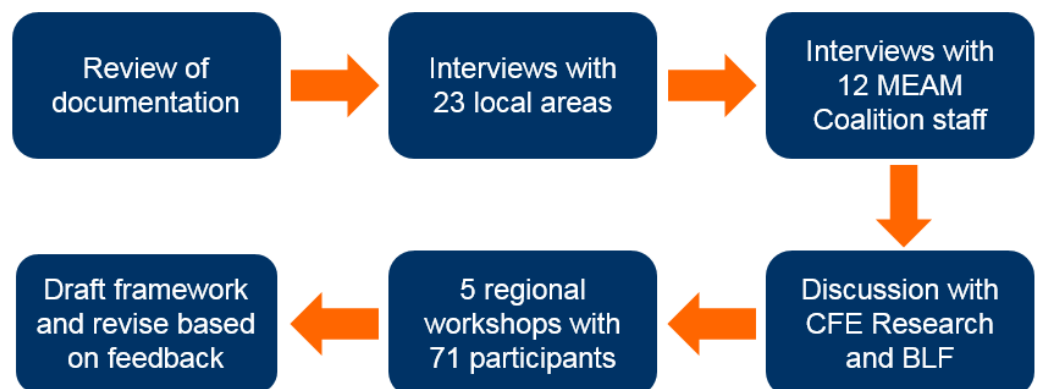 Review of
documentation
Interviews with
23 local areas
Interviews with
12 MEAM
Coalition staff
Discussion with
CFE Research
and BLF
5 regional
workshops with
71 participants
Draft framework
and revise based
on feedback